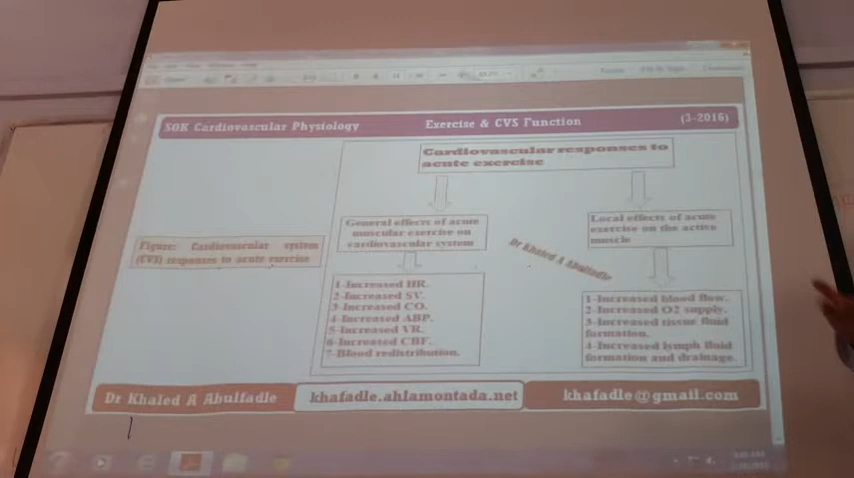 SOK Cardiovascular Physiology
Exercise & CVS Function
(3-2016)
Cardiovascular responses to
acute exercise
General effects of acute
muscular exercise on
cardiovascular system
Local effects of acute
exercise on the active
muscle
Dr Khaled A Abulfadle
Figure: Cardiovascular system
(CVS) responses to acute exercise
1-Increased HR.
2-Increased SV.
3-Increased CO.
4-Increased ABP.
5-Increased VR.
6-Increased CBF.
7-Blood redistribution.
1-Increased blood flow.
2-Increased O2 supply.
3-Increased tissue fluid
formation.
4-Increased lymph fluid
formation and drainage.
Dr Khaled A Abulfadle
khafadle.ahlamontada.net
khafadle@gmail.com